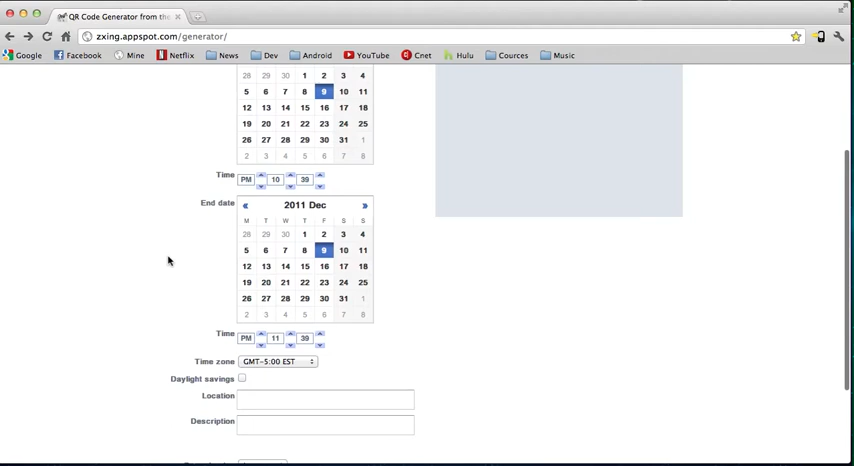 QR Code Generator from the
zxing.appspot.com/generator/
Google Facebook Mine Netflix News Dev Android YouTube Cnet Hulu Cources Music
28 29 30 1 2 3 4
5 6 7 8 9 10 11
12 13 14 15 16 17 18
19 20 21 22 23 24 25
26 27 28 29 30 31 1
2 3 4 5 6 7 8
Time PM 10 39
End date « 2011 Dec »
M T W T F S S
28 29 30 1 2 3 4
5 6 7 8 9 10 11
12 13 14 15 16 17 18
19 20 21 22 23 24 25
26 27 28 29 30 31 1
2 3 4 5 6 7 8
Time PM 11 39
Time zone GMT-5:00 EST
Daylight savings
Location
Description